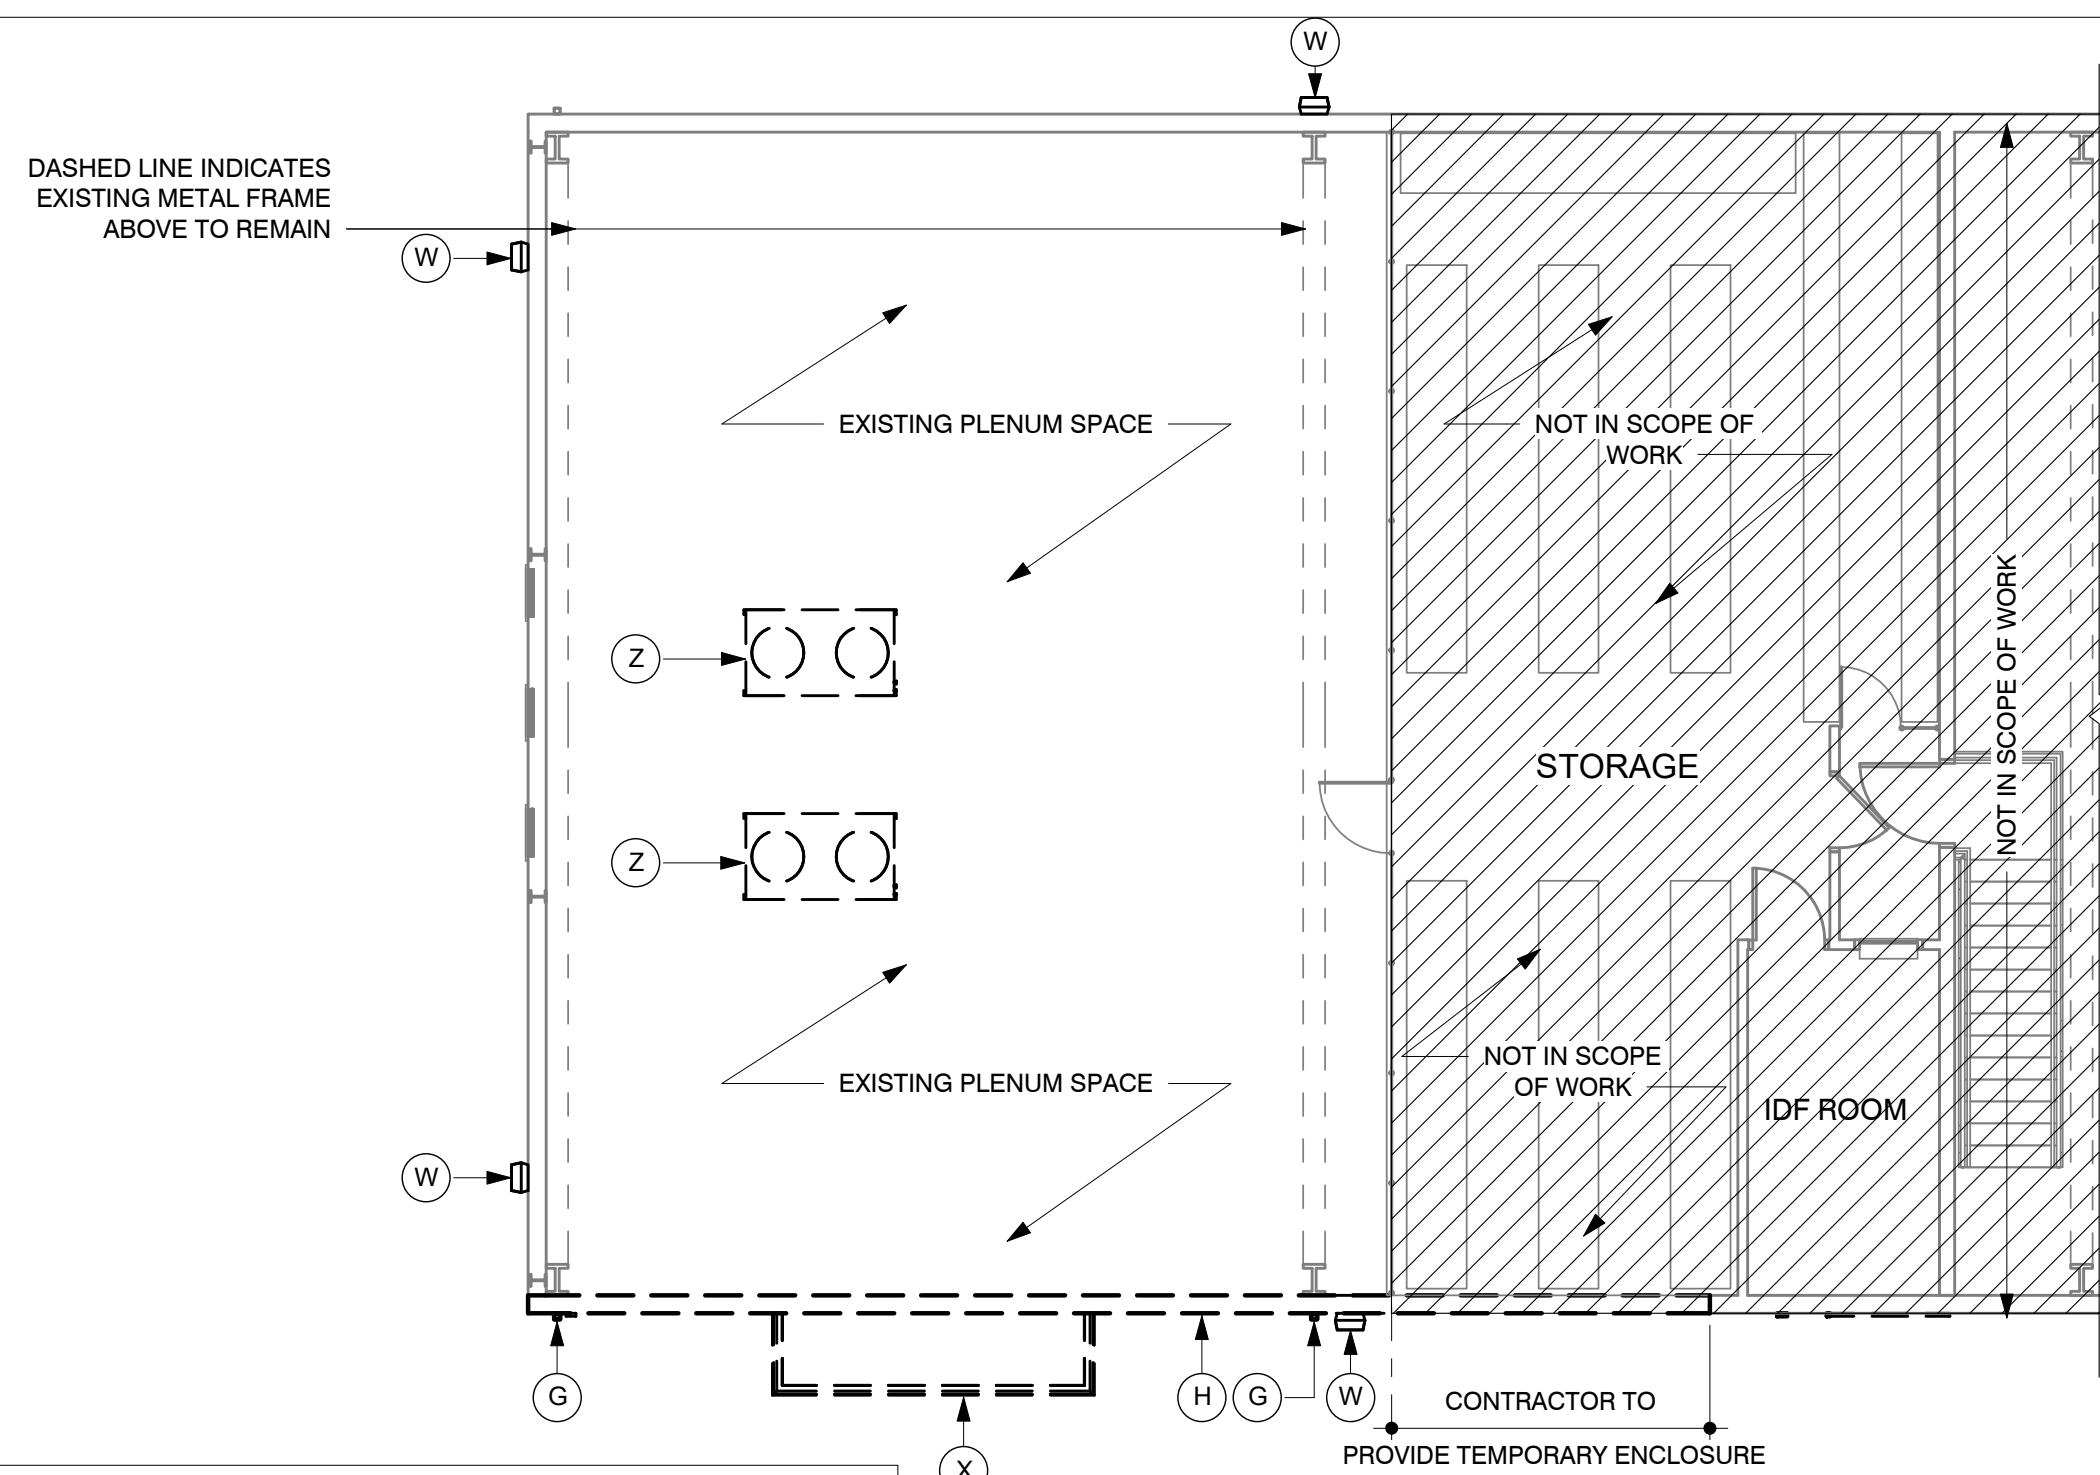 W
DASHED LINE INDICATES
EXISTING METAL FRAME
ABOVE TO REMAIN
W
EXISTING PLENUM SPACE
NOT IN SCOPE OF
WORK
NOT IN SCOPE OF WORK
Z
STORAGE
Z
NOT IN SCOPE
OF WORK
EXISTING PLENUM SPACE
IDF ROOM
W
G
H
G
W
CONTRACTOR TO
PROVIDE TEMPORARY ENCLOSURE
X